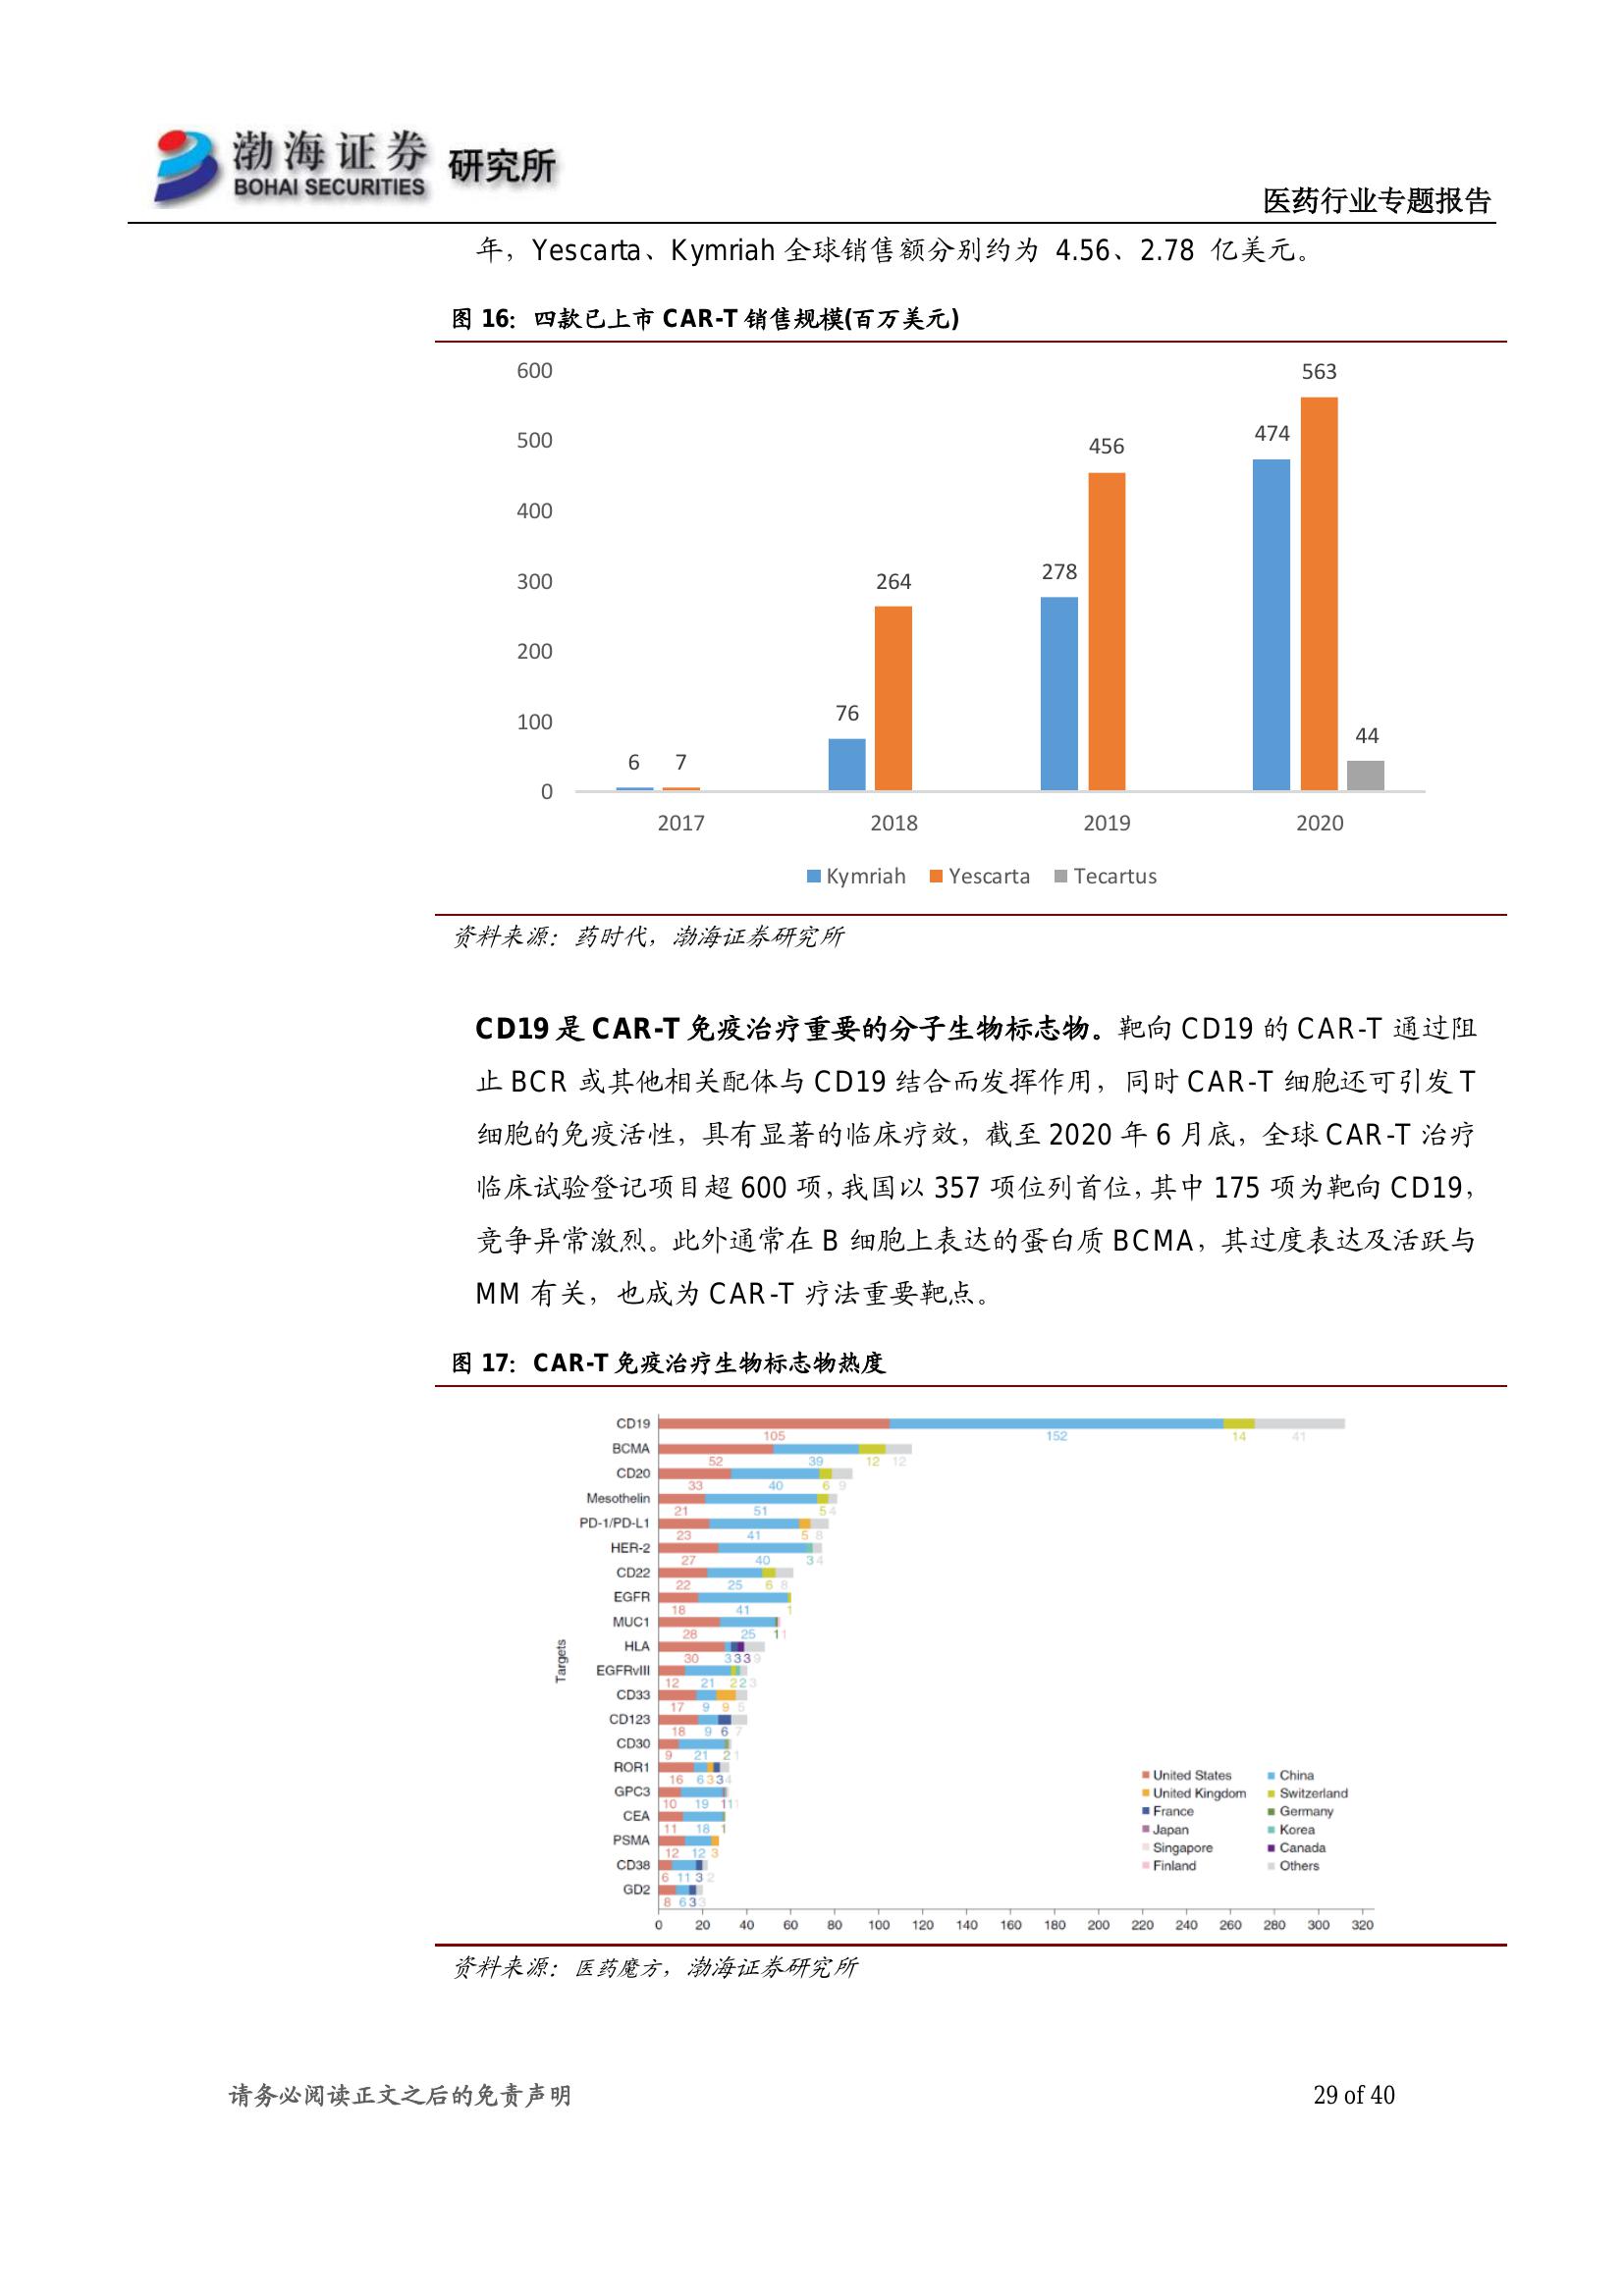 渤海证券 研究所
BOHAI SECURITIES
医药行业专题报告
年，Yescarta、Kymriah 全球销售额分别约为 4.56、2.78 亿美元。
图 16：四款已上市 CAR-T 销售规模(百万美元)
600
500
400
300
200
100
0
6 7
76 264
278 456
474 563 44
2017 2018 2019 2020
Kymriah Yescarta Tecartus
资料来源：药时代，渤海证券研究所
CD19 是 CAR-T 免疫治疗重要的分子生物标志物。靶向 CD19 的 CAR-T 通过阻
止 BCR 或其他相关配体与 CD19 结合而发挥作用，同时 CAR-T 细胞还可引发 T
细胞的免疫活性，具有显著的临床疗效，截至 2020 年 6 月底，全球 CAR-T 治疗
临床试验登记项目超 600 项，我国以 357 项位列首位，其中 175 项为靶向 CD19，
竞争异常激烈。此外通常在 B 细胞上表达的蛋白质 BCMA，其过度表达及活跃与
MM 有关，也成为 CAR-T 疗法重要靶点。
图 17：CAR-T 免疫治疗生物标志物热度
Targets
CD19
105 152 14 41
BCMA
52 39 12 12
CD20
33 40 6 9
Mesothelin
21 51 5 4
PD-1/PD-L1
23 41 5 8
HER-2
27 40 3 4
CD22
22 25 6 8
EGFR
18 41 1
MUC1
28 25 1 1
HLA
30 3 3 3 9
EGFRvIII
12 21 2 2 3
CD33
17 9 9 5
CD123
18 9 6 7
CD30
9 21 2 1
ROR1
16 6 3 3 4
GPC3
10 19 1 1 1
CEA
11 18 1
PSMA
12 12 3
CD38
6 11 3 2
GD2
8 6 3 3
0 20 40 60 80 100 120 140 160 180 200 220 240 260 280 300 320
United States China
United Kingdom Switzerland
France Germany
Japan Korea
Singapore Canada
Finland Others
资料来源：医药魔方，渤海证券研究所
请务必阅读正文之后的免责声明
29 of 40